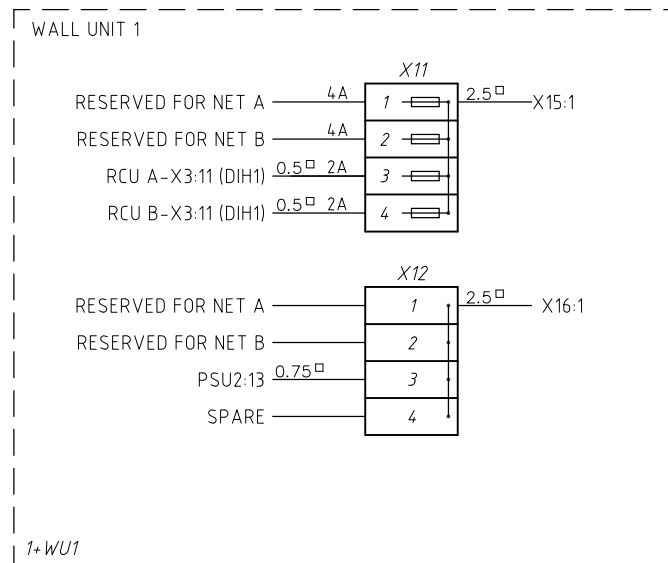 WALL UNIT 1
X11
RESERVED FOR NET A 4A 1 2.5□ X15:1
RESERVED FOR NET B 4A 2
RCU A-X3:11 (DIH1) 0.5□ 2A 3
RCU B-X3:11 (DIH1) 0.5□ 2A 4
X12
RESERVED FOR NET A 1 2.5□ X16:1
RESERVED FOR NET B 2
PSU2:13 0.75□ 3
SPARE 4
1+WU1